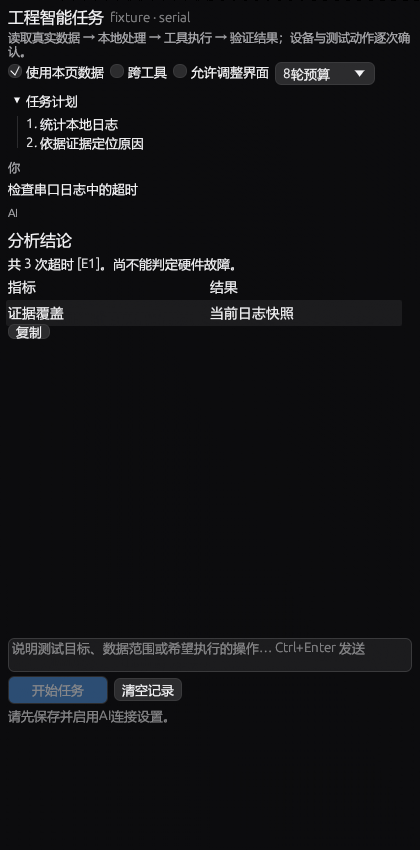 工程智能任务 fixture · serial
读取真实数据 → 本地处理 → 工具执行 → 验证结果；设备与测试动作逐次确
认。
使用本页数据 跨工具 允许调整界面 8轮预算
任务计划
1. 统计本地日志
2. 依据证据定位原因
你
检查串口日志中的超时
AI
分析结论
共 3 次超时 [E1]。尚不能判定硬件故障。
指标 结果
证据覆盖 当前日志快照
复制
说明测试目标、数据范围或希望执行的操作... Ctrl+Enter 发送
开始任务 清空记录
请先保存并启用AI连接设置。